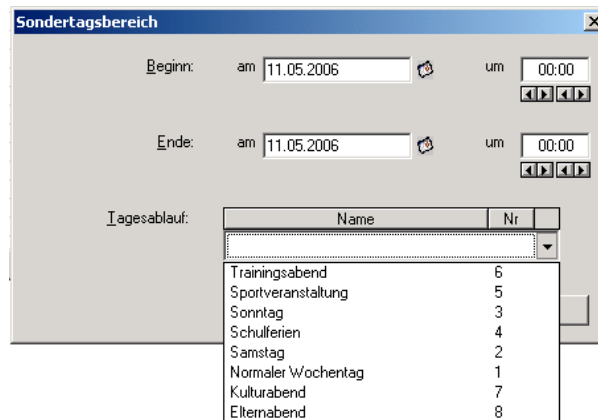 Sondertagsbereich
Beginn: am 11.05.2006 um 00:00
Ende: am 11.05.2006 um 00:00
Tagesablauf: Name Nr
Trainingsabend 6
Sportveranstaltung 5
Sonntag 3
Schulferien 4
Samstag 2
Normaler Wochentag 1
Kulturabend 7
Elternabend 8